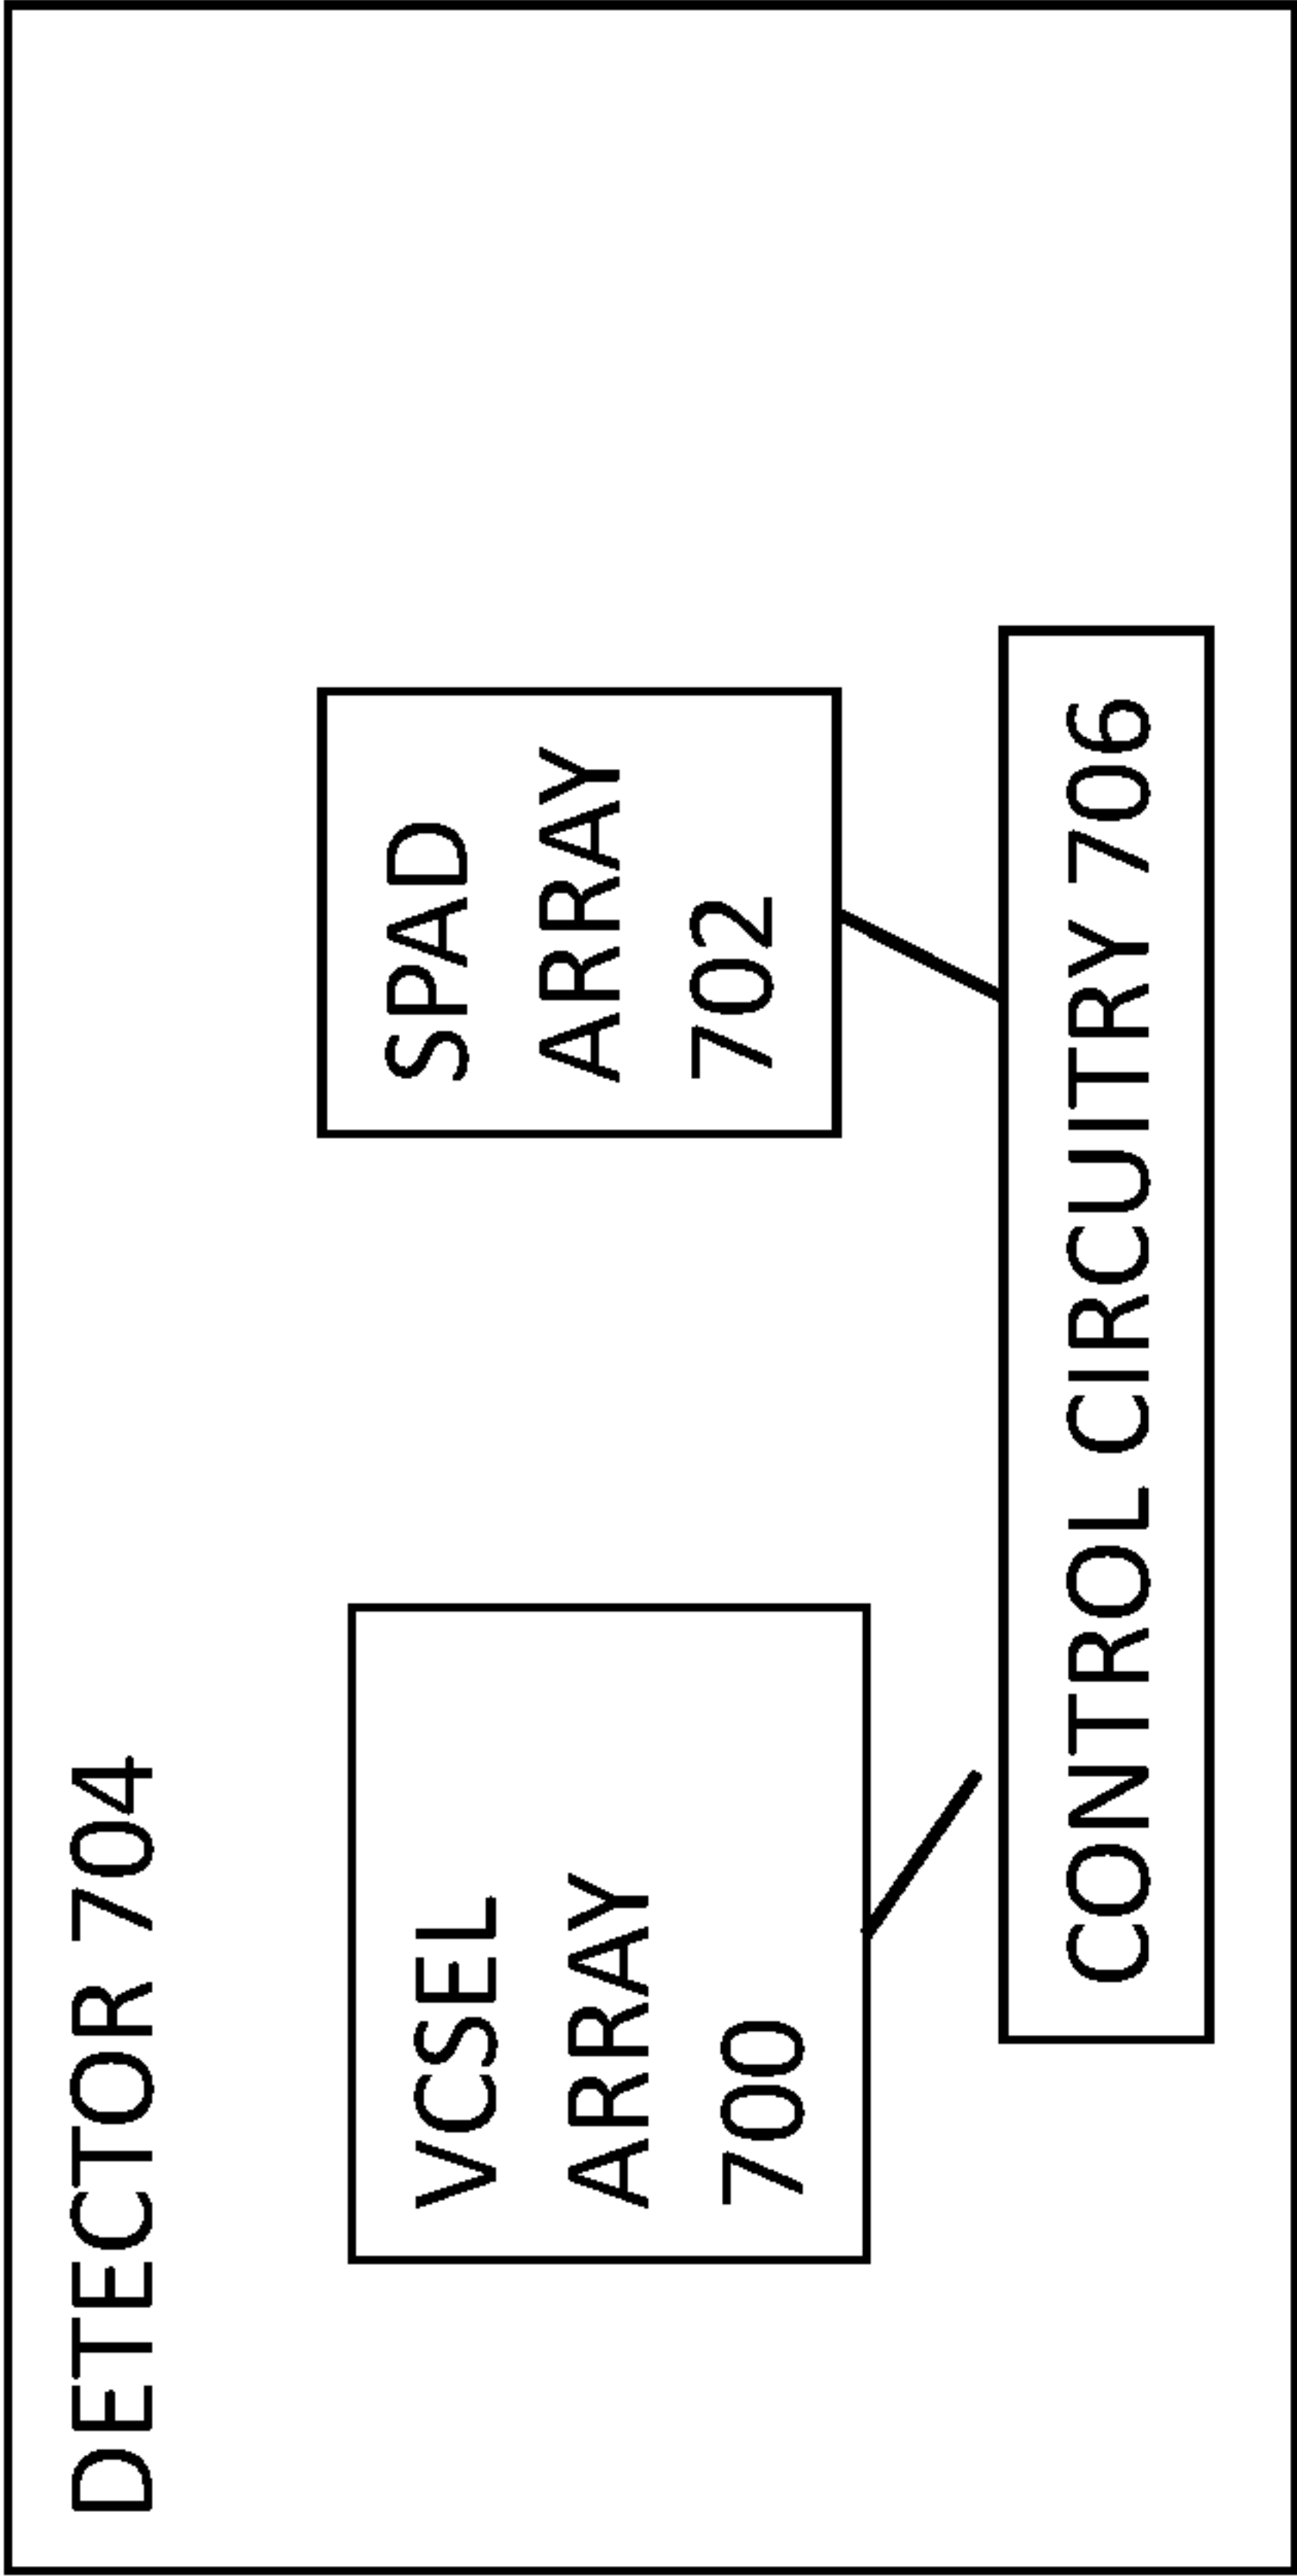 DETECTOR 704
VCSEL
ARRAY
700
SPAD
ARRAY
702
CONTROL CIRCUITRY 706